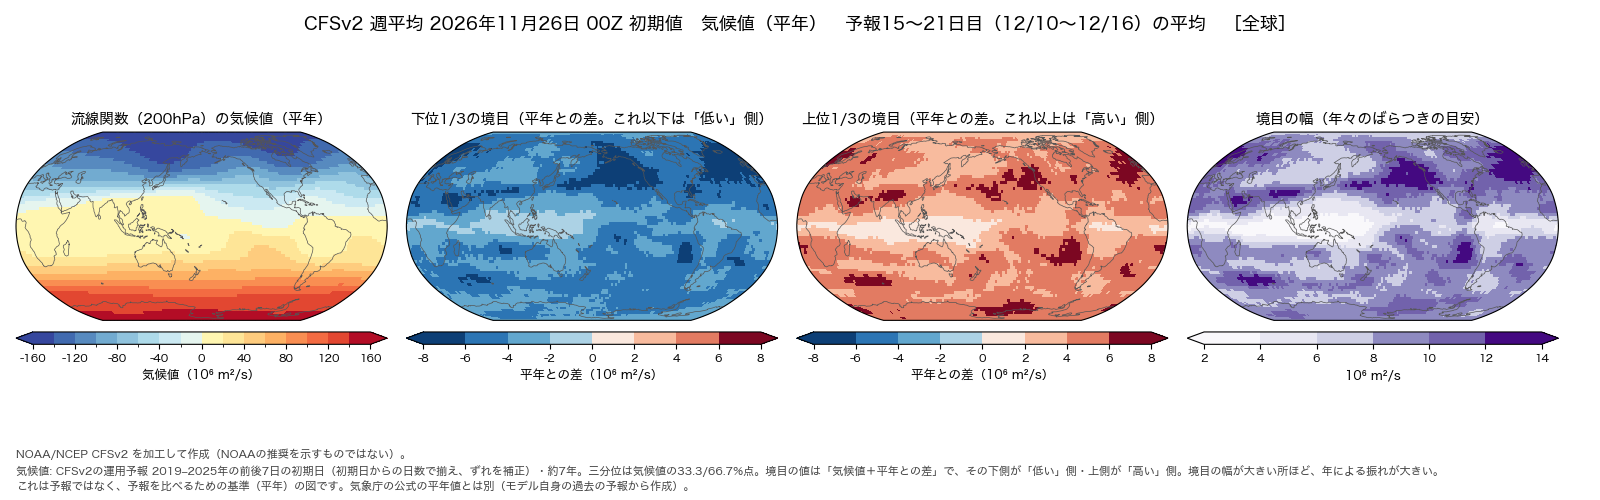 CFSv2 週平均 2026年11月26日 00Z 初期値　気候値（平年）　予報15～21日目（12/10～12/16）の平均　［全球］
流線関数（200hPa）の気候値（平年）
下位1/3の境目（平年との差。これ以下は「低い」側）
上位1/3の境目（平年との差。これ以上は「高い」側）
境目の幅（年々のばらつきの目安）
-160 -120 -80 -40 0 40 80 120 160
-8 -6 -4 -2 0 2 4 6 8
-8 -6 -4 -2 0 2 4 6 8
2 4 6 8 10 12 14
気候値（10⁶ m²/s）
平年との差（10⁶ m²/s）
平年との差（10⁶ m²/s）
10⁶ m²/s
NOAA/NCEP CFSv2 を加工して作成（NOAAの推奨を示すものではない）。
気候値: CFSv2の運用予報 2019–2025年の前後7日の初期日（初期日からの日数で揃え、ずれを補正）・約7年。三分位は気候値の33.3/66.7%点。境目の値は「気候値＋平年との差」で、その下側が「低い」側・上側が「高い」側。境目の幅が大きい所ほど、年による振れが大きい。
これは予報ではなく、予報を比べるための基準（平年）の図です。気象庁の公式の平年値とは別（モデル自身の過去の予報から作成）。